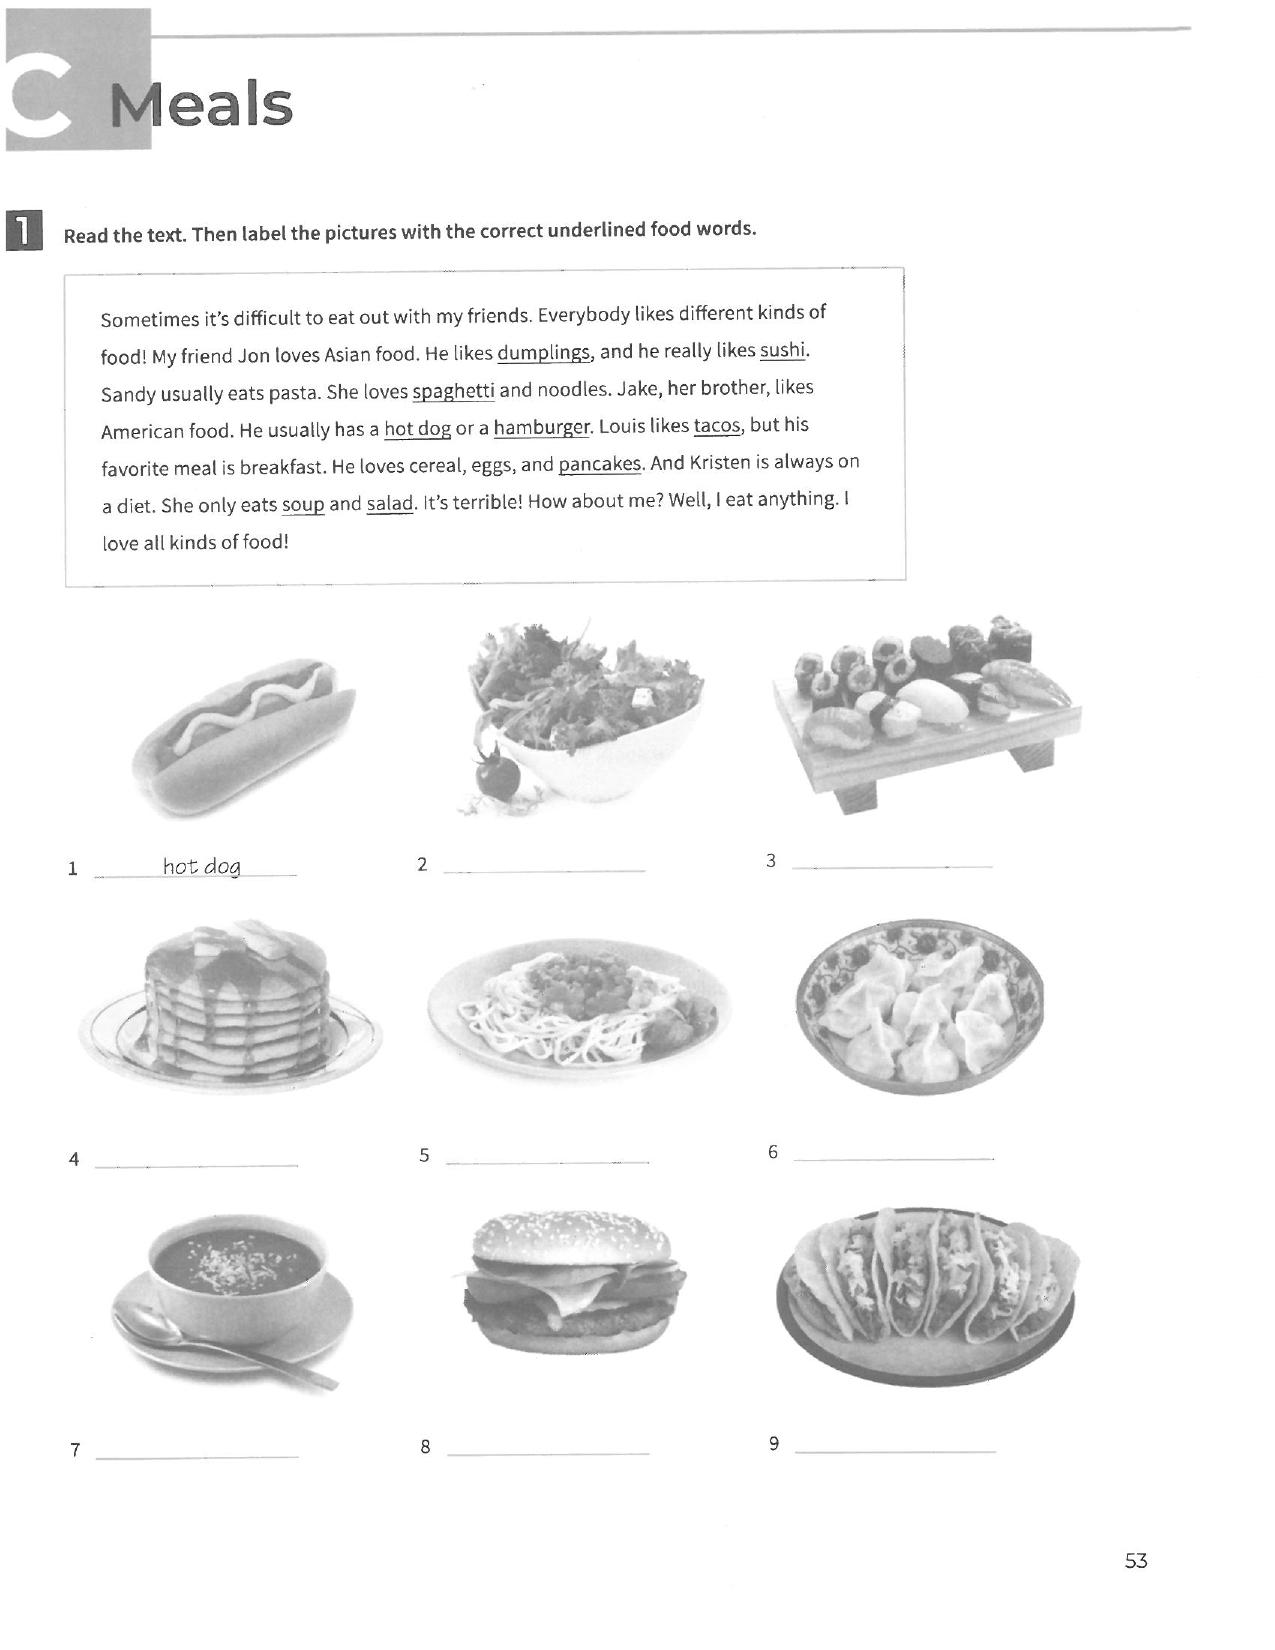 C Meals
1 Read the text. Then label the pictures with the correct underlined food words.
Sometimes it's difficult to eat out with my friends. Everybody likes different kinds of
food! My friend Jon loves Asian food. He likes dumplings, and he really likes sushi.
Sandy usually eats pasta. She loves spaghetti and noodles. Jake, her brother, likes
American food. He usually has a hot dog or a hamburger. Louis likes tacos, but his
favorite meal is breakfast. He loves cereal, eggs, and pancakes. And Kristen is always on
a diet. She only eats soup and salad. It's terrible! How about me? Well, I eat anything. I
love all kinds of food!
1 hot dog
2
3
4
5
6
7
8
9
53